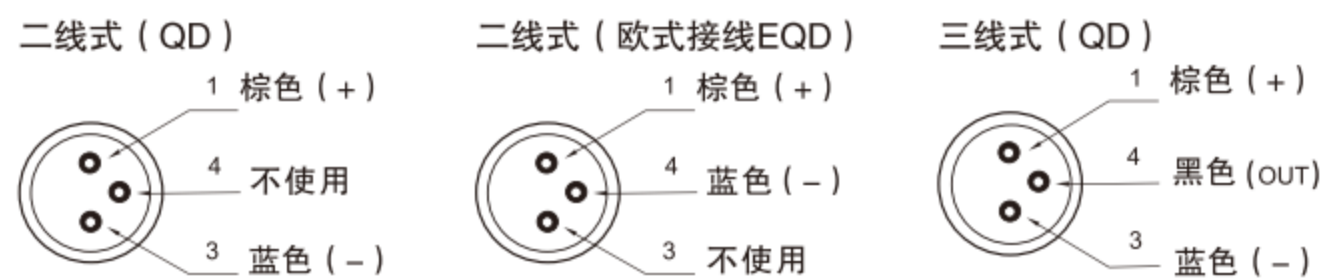 二线式（QD）
1 棕色（+）
4 不使用
3 蓝色（-）
二线式（欧式接线EQD）
1 棕色（+）
4 蓝色（-）
3 不使用
三线式（QD）
1 棕色（+）
4 黑色(OUT)
3 蓝色（-）